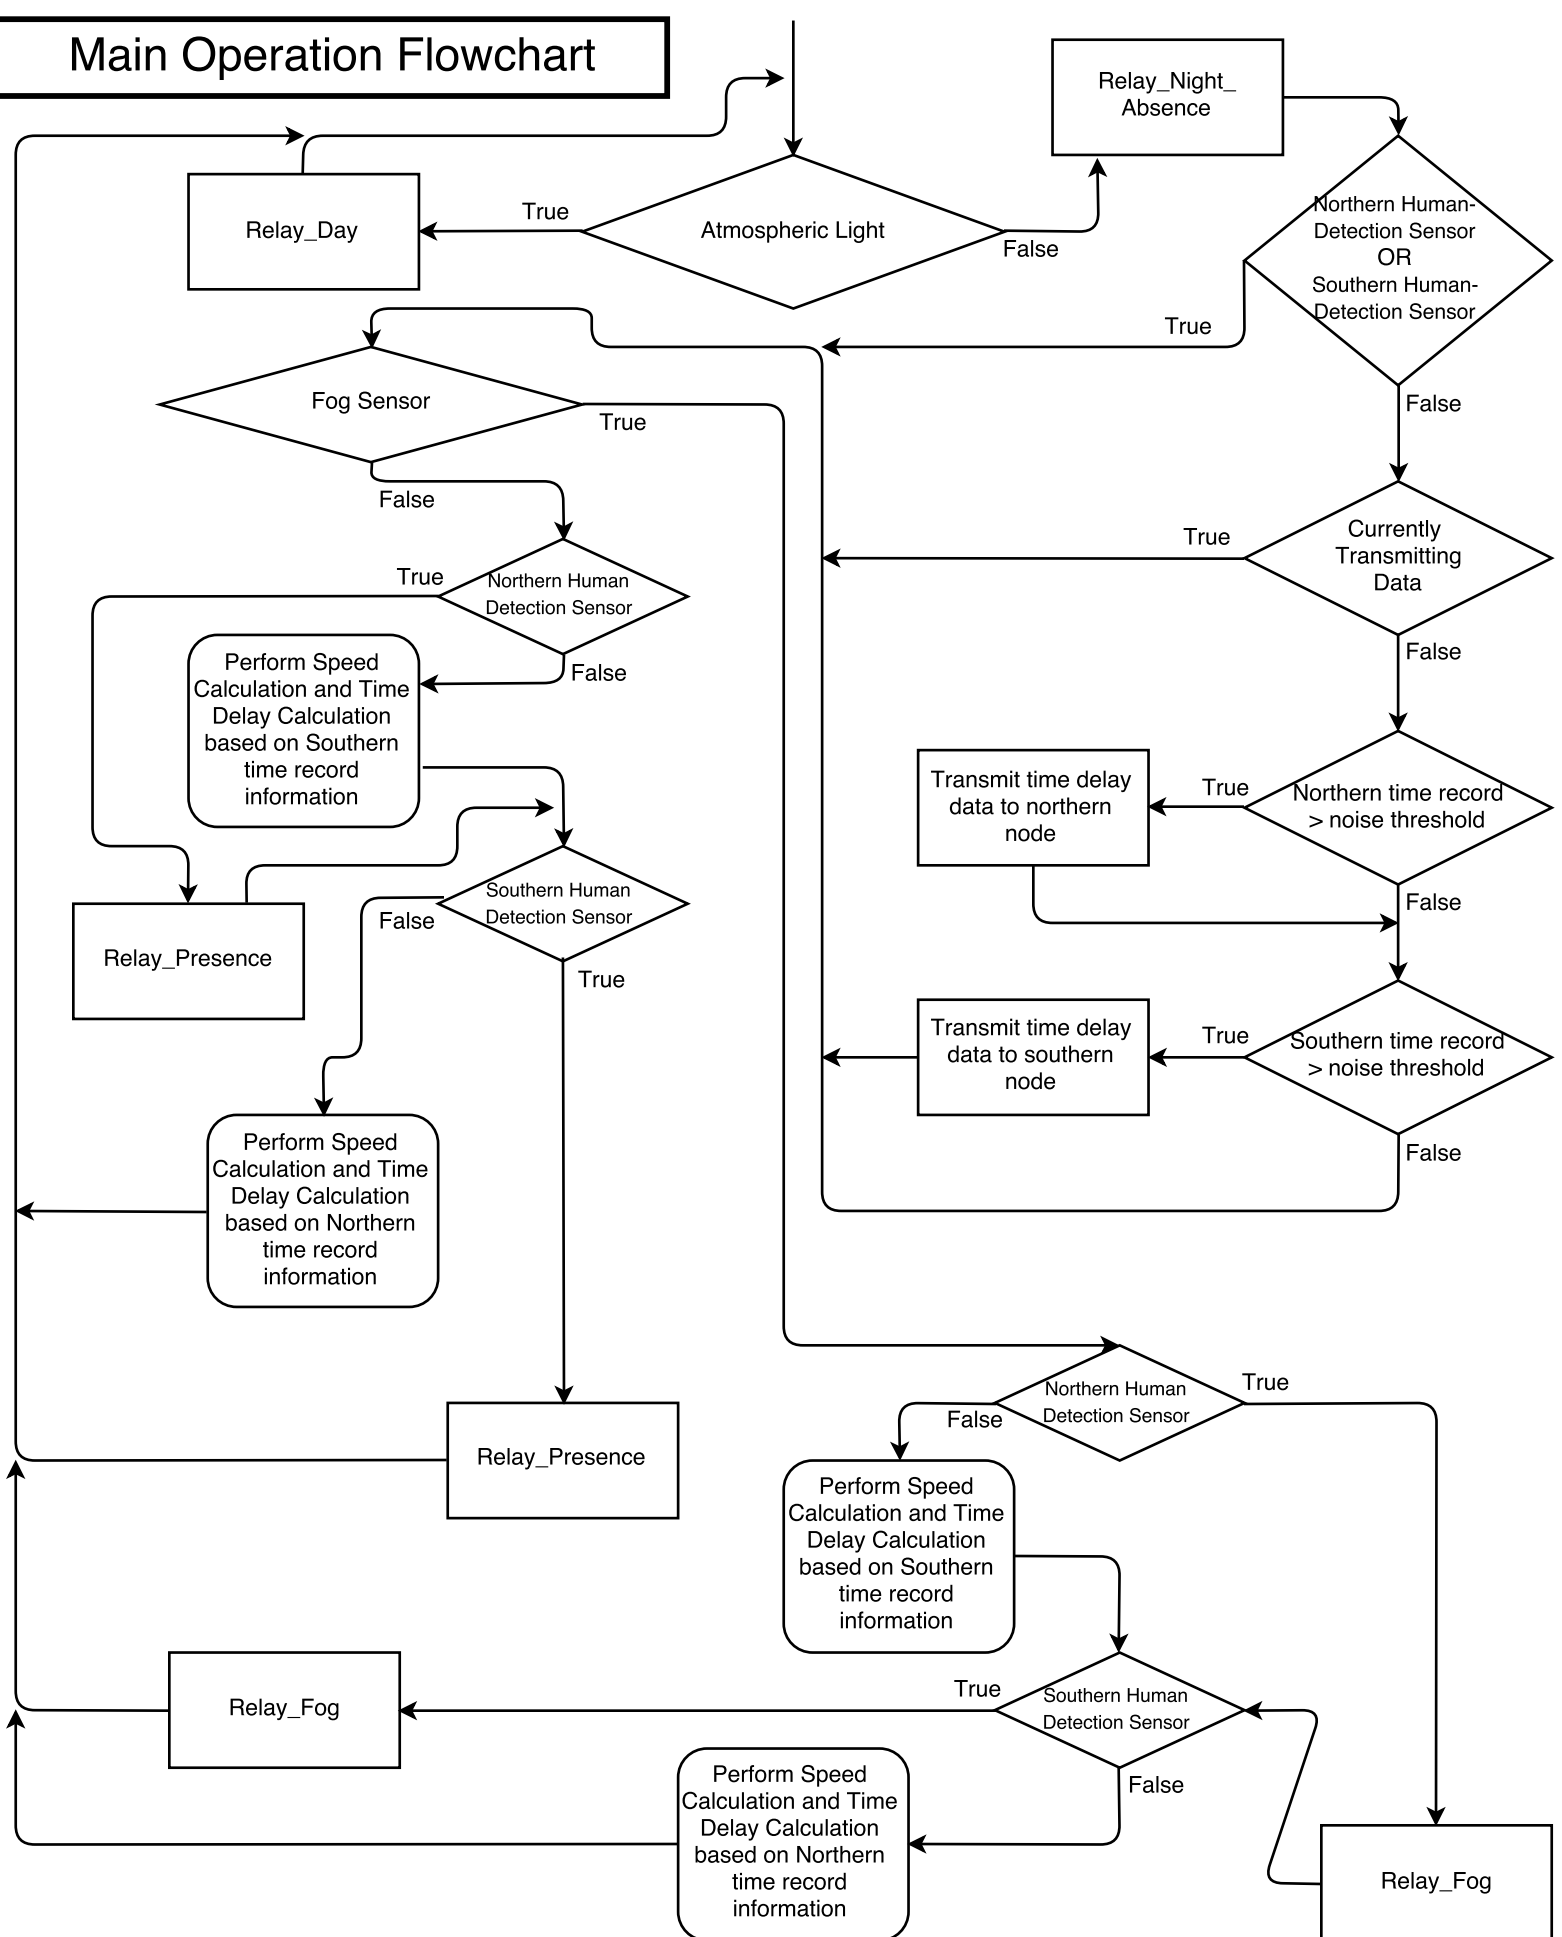 Main Operation Flowchart
Relay_Night_
Absence
Relay_Day
True
Atmospheric Light
False
Northern Human-
Detection Sensor
OR
Southern Human-
Detection Sensor
True
False
Fog Sensor
True
False
Currently
Transmitting
Data
True
False
Northern Human
Detection Sensor
True
False
Perform Speed
Calculation and Time
Delay Calculation
based on Southern
time record
information
Transmit time delay
data to northern
node
True
Northern time record
> noise threshold
False
Southern Human
Detection Sensor
False
True
Relay_Presence
Transmit time delay
data to southern
node
True
Southern time record
> noise threshold
False
Perform Speed
Calculation and Time
Delay Calculation
based on Northern
time record
information
Relay_Presence
Northern Human
Detection Sensor
True
False
Perform Speed
Calculation and Time
Delay Calculation
based on Southern
time record
information
Relay_Fog
True
Southern Human
Detection Sensor
False
Perform Speed
Calculation and Time
Delay Calculation
based on Northern
time record
information
Relay_Fog